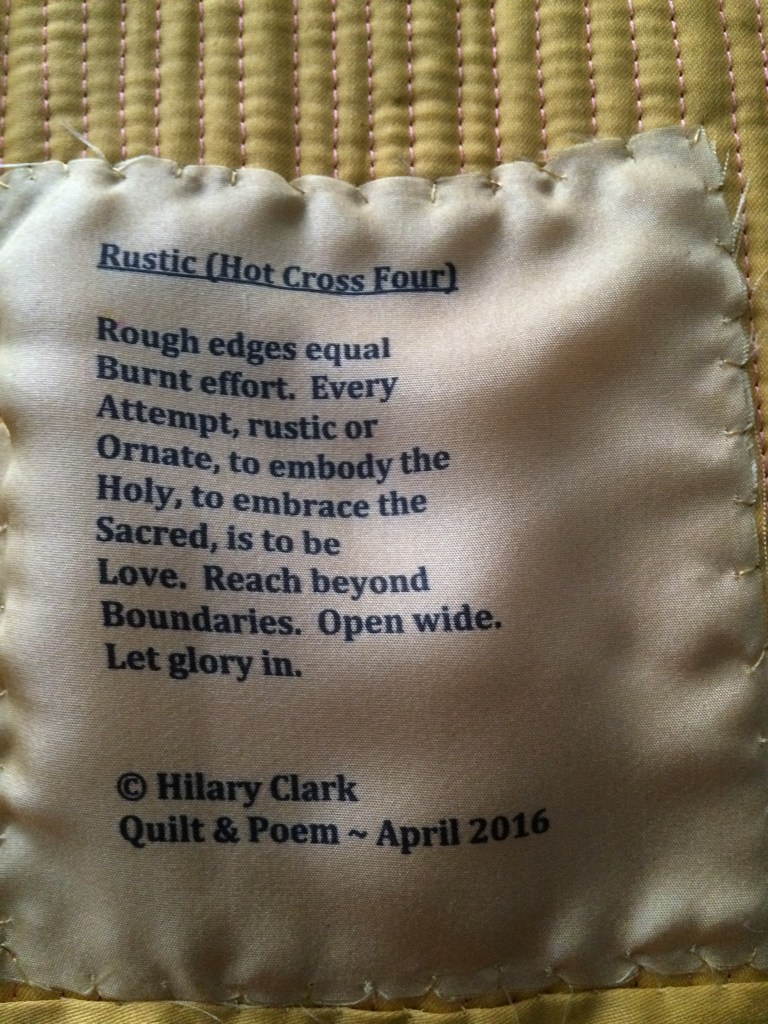 Rustic (Hot Cross Four)
Rough edges equal
Burnt effort. Every
Attempt, rustic or
Ornate, to embody the
Holy, to embrace the
Sacred, is to be
Love. Reach beyond
Boundaries. Open wide.
Let glory in.
© Hilary Clark
Quilt & Poem ~ April 2016